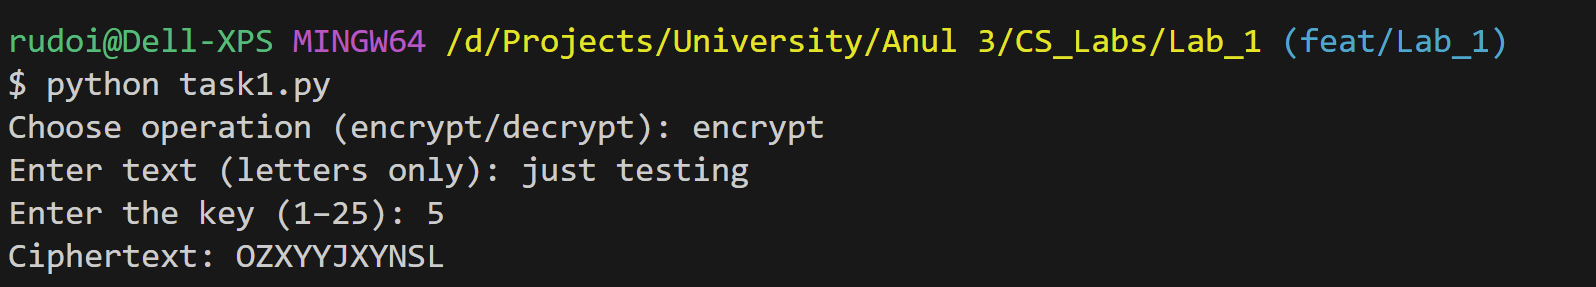 rudoi@Dell-XPS MINGW64 /d/Projects/University/Anul 3/CS_Labs/Lab_1 (feat/Lab_1)
$ python task1.py
Choose operation (encrypt/decrypt): encrypt
Enter text (letters only): just testing
Enter the key (1–25): 5
Ciphertext: OZXYYJXYNSL